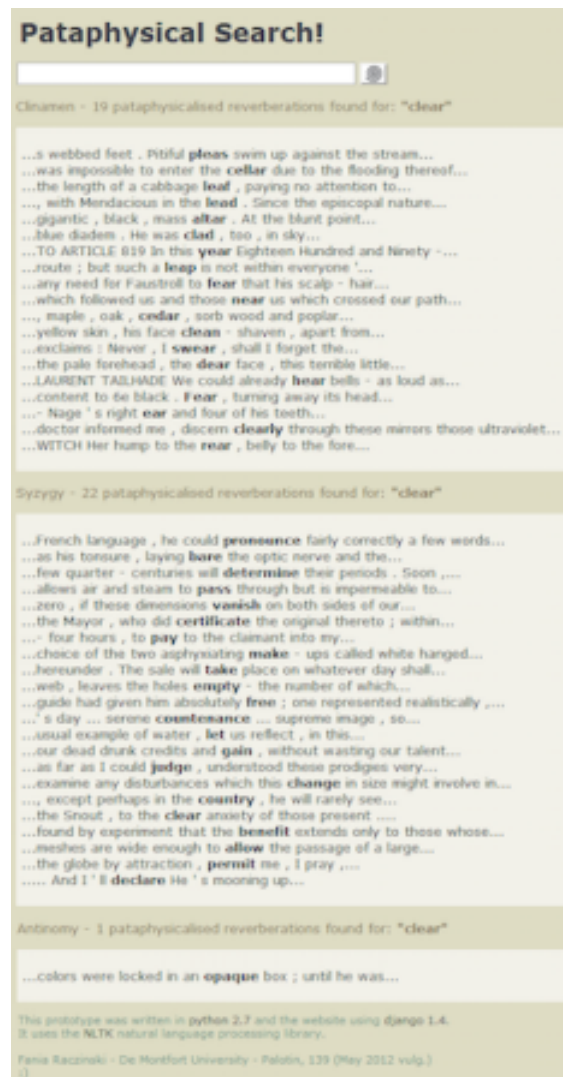 Pataphysical Search!
Clinamen - 19 pataphysicalised reverberations found for: "clear"
...s webbed feet . Pitiful pleas swim up against the stream...
...was impossible to enter the cellar due to the flooding thereof...
...the length of a cabbage leaf , paying no attention to...
..., with Mendacious in the lead . Since the episcopal nature...
...gigantic , black , mass altar . At the blunt point...
...blue diadem . He was clad , too , in sky...
...TO ARTICLE 819 In this year Eighteen Hundred and Ninety -...
...route ; but such a leap is not within everyone '...
...any need for Faustroll to fear that his scalp - hair...
...which followed us and those near us which crossed our path...
..., maple , oak , cedar , sorb wood and poplar...
...yellow skin , his face clean - shaven , apart from...
...exclaims : Never , I swear , shall I forget the...
...the pale forehead , the dear face , this terrible little...
...LAURENT TAILHADE We could already hear bells - as loud as...
...content to 6e black . Fear , turning away its head...
...- Nage ' s right ear and four of his teeth...
...doctor informed me , discern clearly through these mirrors those ultraviolet...
...WITCH Her hump to the rear , belly to the fore...
Syzygy - 22 pataphysicalised reverberations found for: "clear"
...French language , he could pronounce fairly correctly a few words...
...as his tonsure , laying bare the optic nerve and the...
...few quarter - centuries will determine their periods . Soon ,...
...allows air and steam to pass through but is impermeable to...
...zero , if these dimensions vanish on both sides of our...
...the Mayor , who did certificate the original thereto ; within...
...- four hours , to pay to the claimant into my...
...choice of the two asphyxiating make - ups called white hanged...
...hereunder . The sale will take place on whatever day shall...
...web , leaves the holes empty - the number of which...
...guide had given him absolutely free ; one represented realistically ,...
...' s day ... serene countenance ... supreme image , so...
...usual example of water , let us reflect , in this...
...our dead drunk credits and gain , without wasting our talent...
...as far as I could judge , understood these prodigies very...
...examine any disturbances which this change in size might involve in...
..., except perhaps in the country , he will rarely see...
...the Snout , to the clear anxiety of those present ....
...found by experiment that the benefit extends only to those whose...
...meshes are wide enough to allow the passage of a large...
...the globe by attraction , permit me , I pray ,...
..... And I ' ll declare He ' s mooning up...
Antinomy - 1 pataphysicalised reverberations found for: "clear"
...colors were locked in an opaque box ; until he was...
This prototype was written in python 2.7 and the website using django 1.4.
It uses the NLTK natural language processing library.
Fania Raczinski - De Montfort University - Palotin, 139 (May 2012 vulg.)
:)